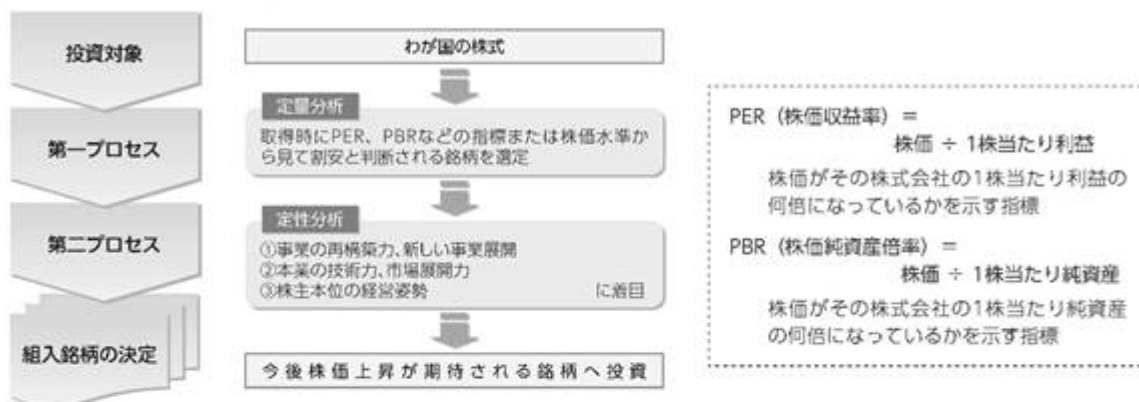 投資対象
わが国の株式
第一プロセス
定量分析
取得時にPER、PBRなどの指標または株価水準か
ら見て割安と判断される銘柄を選定
第二プロセス
定性分析
①事業の再構築力、新しい事業展開
②本業の技術力、市場展開力
③株主本位の経営姿勢 に着目
組入銘柄の決定
今後株価上昇が期待される銘柄へ投資
PER（株価収益率）＝
株価 ÷ 1株当たり利益
株価がその株式会社の1株当たり利益の
何倍になっているかを示す指標
PBR（株価純資産倍率）＝
株価 ÷ 1株当たり純資産
株価がその株式会社の1株当たり純資産
の何倍になっているかを示す指標